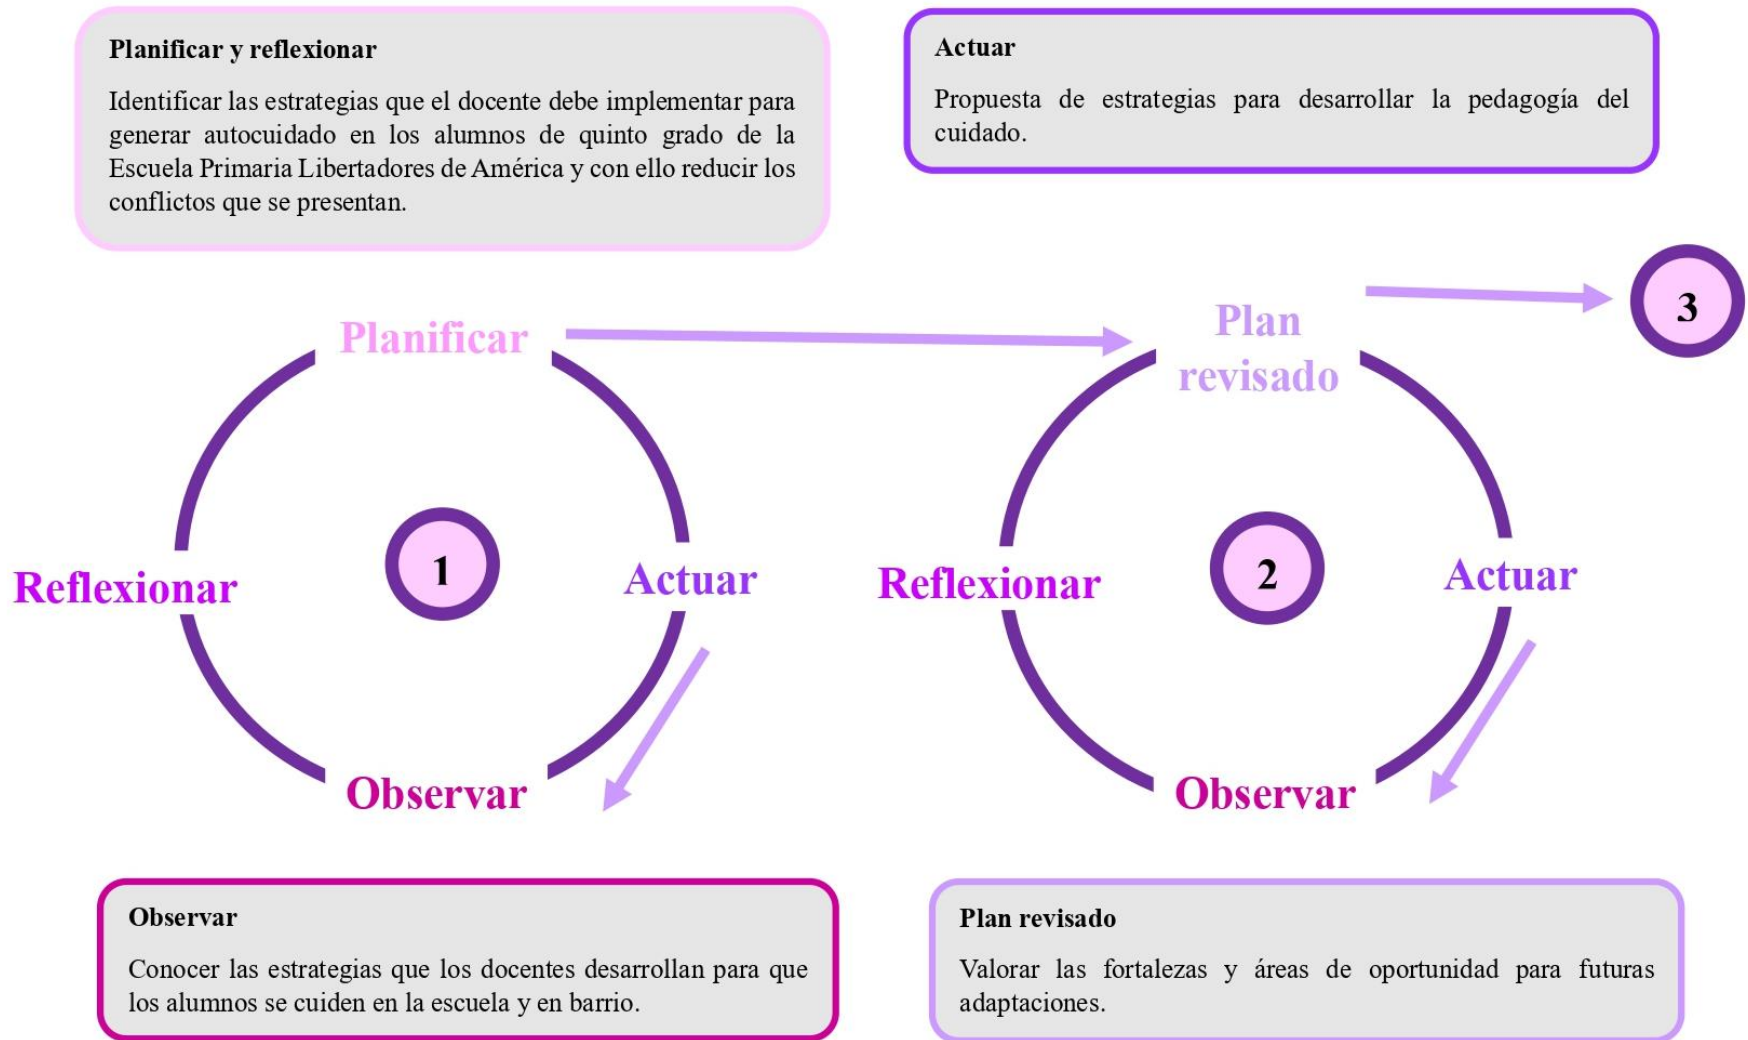 Planificar y reflexionar
Identificar las estrategias que el docente debe implementar para
generar autocuidado en los alumnos de quinto grado de la
Escuela Primaria Libertadores de América y con ello reducir los
conflictos que se presentan.
Actuar
Propuesta de estrategias para desarrollar la pedagogía del
cuidado.
Planificar
Reflexionar
1
Actuar
Observar
Plan
revisado
3
Reflexionar
2
Actuar
Observar
Observar
Conocer las estrategias que los docentes desarrollan para que
los alumnos se cuiden en la escuela y en barrio.
Plan revisado
Valorar las fortalezas y áreas de oportunidad para futuras
adaptaciones.